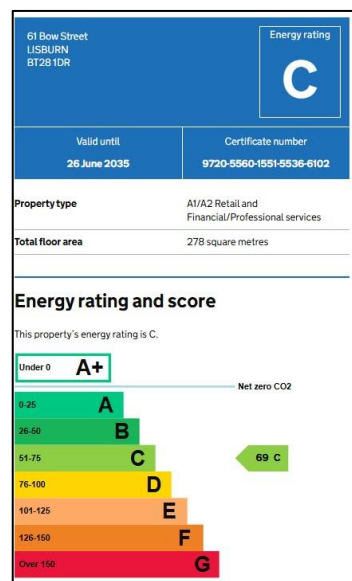 61 Bow Street
LISBURN
BT28 1DR
Energy rating
C
Valid until
26 June 2035
Certificate number
9720-5560-1551-5536-6102
Property type
A1/A2 Retail and
Financial/Professional services
Total floor area
278 square metres
Energy rating and score
This property's energy rating is C.
Under 0 A+
Net zero CO2
0-25 A
26-50 B
51-75 C
69 C
76-100 D
101-125 E
126-150 F
Over 150 G